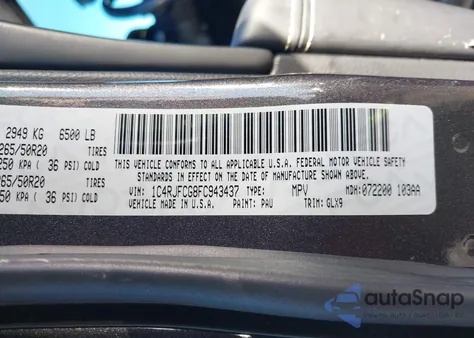 2949 KG 6500 LB
265/50R20 TIRES
250 KPA ( 36 PSI) COLD
265/50R20 TIRES
250 KPA ( 36 PSI) COLD
THIS VEHICLE CONFORMS TO ALL APPLICABLE U.S.A. FEDERAL MOTOR VEHICLE SAFETY
STANDARDS IN EFFECT ON THE DATE OF MANUFACTURE SHOWN ABOVE.
VIN: 1C4RJFCG8FC943437 TYPE: MPV MDH: 072200 103AA
VEHICLE MADE IN U.S.A. PAINT: PAU TRIM: GLX9
autoSnap